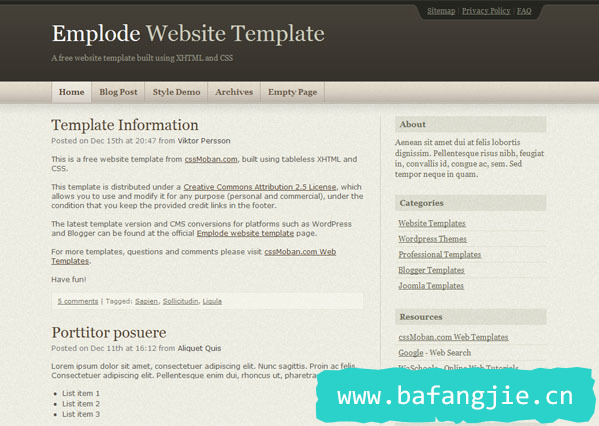 Sitemap | Privacy Policy | FAQ
Emplode Website Template
A free website template built using XHTML and CSS
Home
Blog Post
Style Demo
Archives
Empty Page
Template Information
Posted on Dec 15th at 20:47 from Viktor Persson
This is a free website template from cssMoban.com, built using tableless XHTML and
CSS.
This template is distributed under a Creative Commons Attribution 2.5 License, which
allows you to use and modify it for any purpose (personal and commercial), under the
condition that you keep the provided credit links in the footer.
The latest template version and CMS conversions for platforms such as WordPress
and Blogger can be found at the official Emplode website template page.
For more templates, questions and comments please visit cssMoban.com Web
Templates.
Have fun!
5 comments | Tagged: Sapien, Sollicitudin, Ligula
Porttitor posuere
Posted on Dec 11th at 16:12 from Aliquet Quis
Lorem ipsum dolor sit amet, consectetuer adipiscing elit. Nunc sagittis. Proin ac felis.
Consectetuer adipiscing elit. Pellentesque enim dui, rhoncus ut, pharetra
List item 1
List item 2
List item 3
About
Aenean sit amet dui at felis lobortis
dignissim. Pellentesque risus nibh, feugiat
in, convallis id, congue ac, sem. Sed
tempor neque in quam.
Categories
Website Templates
Wordpress Themes
Professional Templates
Blogger Templates
Joomla Templates
Resources
cssMoban.com Web Templates
Google - Web Search
Online Web Tutorials
www.bafangjie.cn